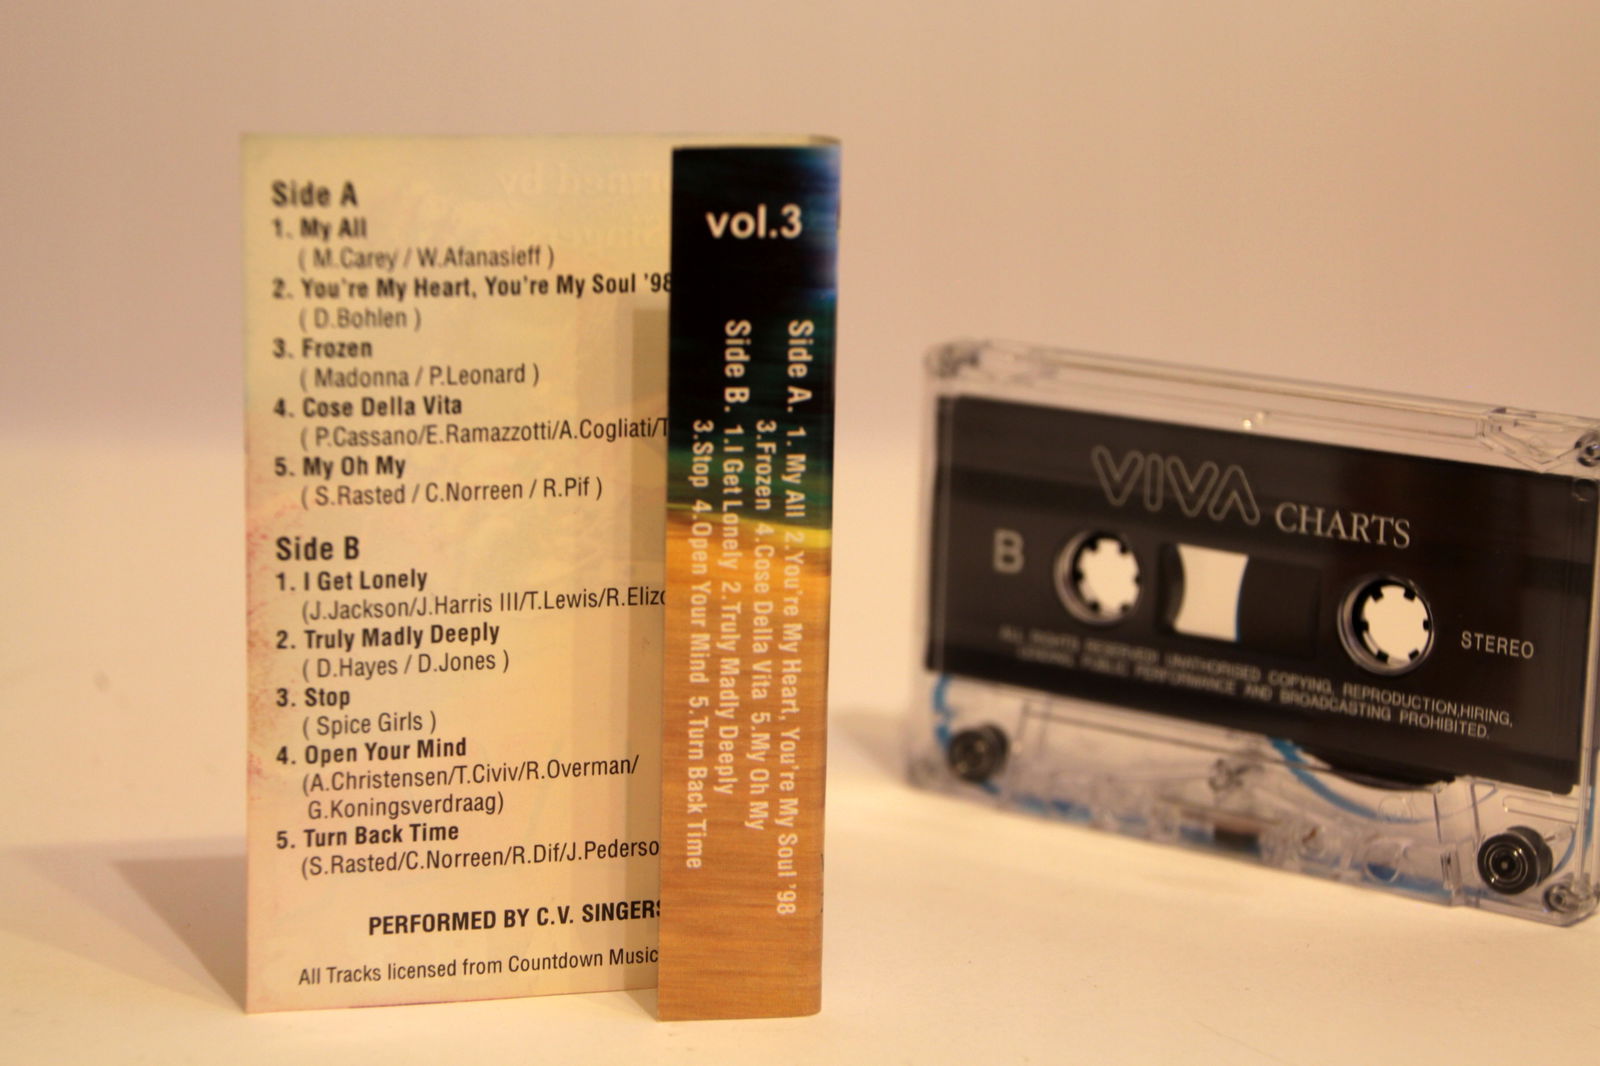 Side A
1. My All
( M.Carey / W.Afanasieff )
2. You're My Heart, You're My Soul '98
( D.Bohlen )
3. Frozen
( Madonna / P.Leonard )
4. Cose Della Vita
( P.Cassano/E.Ramazzotti/A.Cogliati/T
5. My Oh My
( S.Rasted / C.Norreen / R.Pif )
Side B
1. I Get Lonely
(J.Jackson/J.Harris III/T.Lewis/R.Eliz
2. Truly Madly Deeply
( D.Hayes / D.Jones )
3. Stop
( Spice Girls )
4. Open Your Mind
(A.Christensen/T.Civiv/R.Overman/
G.Koningsverdraag)
5. Turn Back Time
(S.Rasted/C.Norreen/R.Dif/J.Pederso
PERFORMED BY C.V. SINGERS
All Tracks licensed from Countdown Music
vol.3
Side A. 1. My All 2.You're My Heart, You're My Soul '98
3.Frozen 4.Cose Della Vita 5.My Oh My
Side B. 1.I Get Lonely 2.Truly Madly Deeply
3.Stop 4.Open Your Mind 5.Turn Back Time
VIVA CHARTS
B
STEREO
ALL RIGHTS RESERVED. UNATHORISED COPYING, REPRODUCTION,HIRING,
GENERAL PUBLIC PERFORMANCE AND BROADCASTING PROHIBITED.